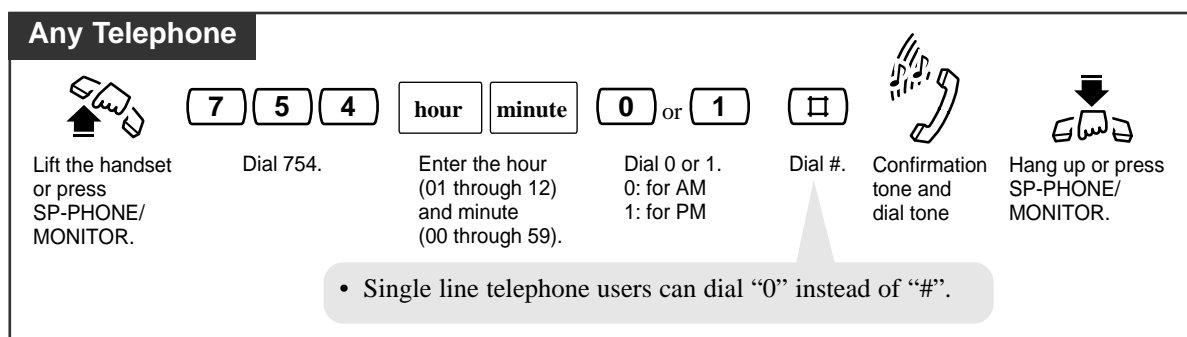 Any Telephone
7 5 4 hour minute 0 or 1 #
Lift the handset
or press
SP-PHONE/
MONITOR.
Dial 754.
Enter the hour
(01 through 12)
and minute
(00 through 59).
Dial 0 or 1.
0: for AM
1: for PM
Dial #.
Confirmation
tone and
dial tone
Hang up or press
SP-PHONE/
MONITOR.
• Single line telephone users can dial “0” instead of “#”.